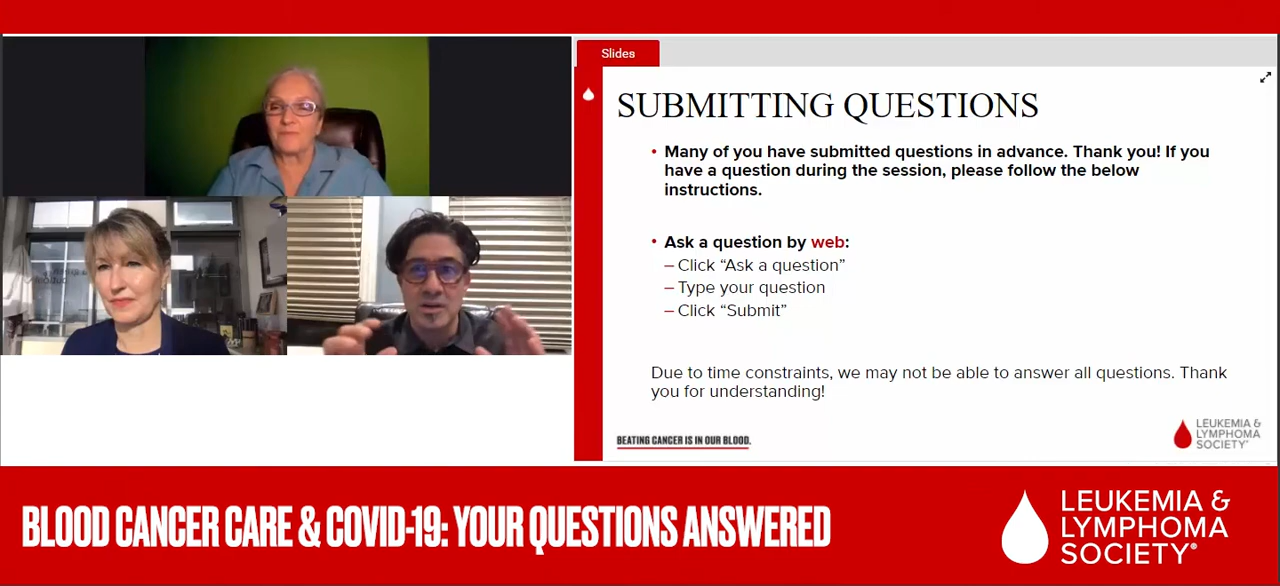 Slides
SUBMITTING QUESTIONS
• Many of you have submitted questions in advance. Thank you! If you
have a question during the session, please follow the below
instructions.
• Ask a question by web:
– Click “Ask a question”
– Type your question
– Click “Submit”
Due to time constraints, we may not be able to answer all questions. Thank
you for understanding!
BEATING CANCER IS IN OUR BLOOD.
LEUKEMIA &
LYMPHOMA
SOCIETY®
BLOOD CANCER CARE & COVID-19: YOUR QUESTIONS ANSWERED
LEUKEMIA &
LYMPHOMA
SOCIETY®